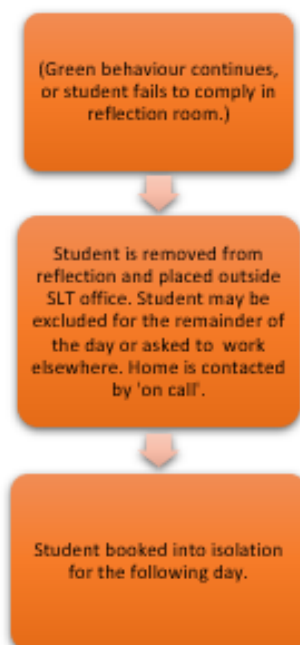 (Green behaviour continues,
or student fails to comply in
reflection room.)
Student is removed from
reflection and placed outside
SLT office. Student may be
excluded for the remainder of
the day or asked to work
elsewhere. Home is contacted
by 'on call'.
Student booked into isolation
for the following day.